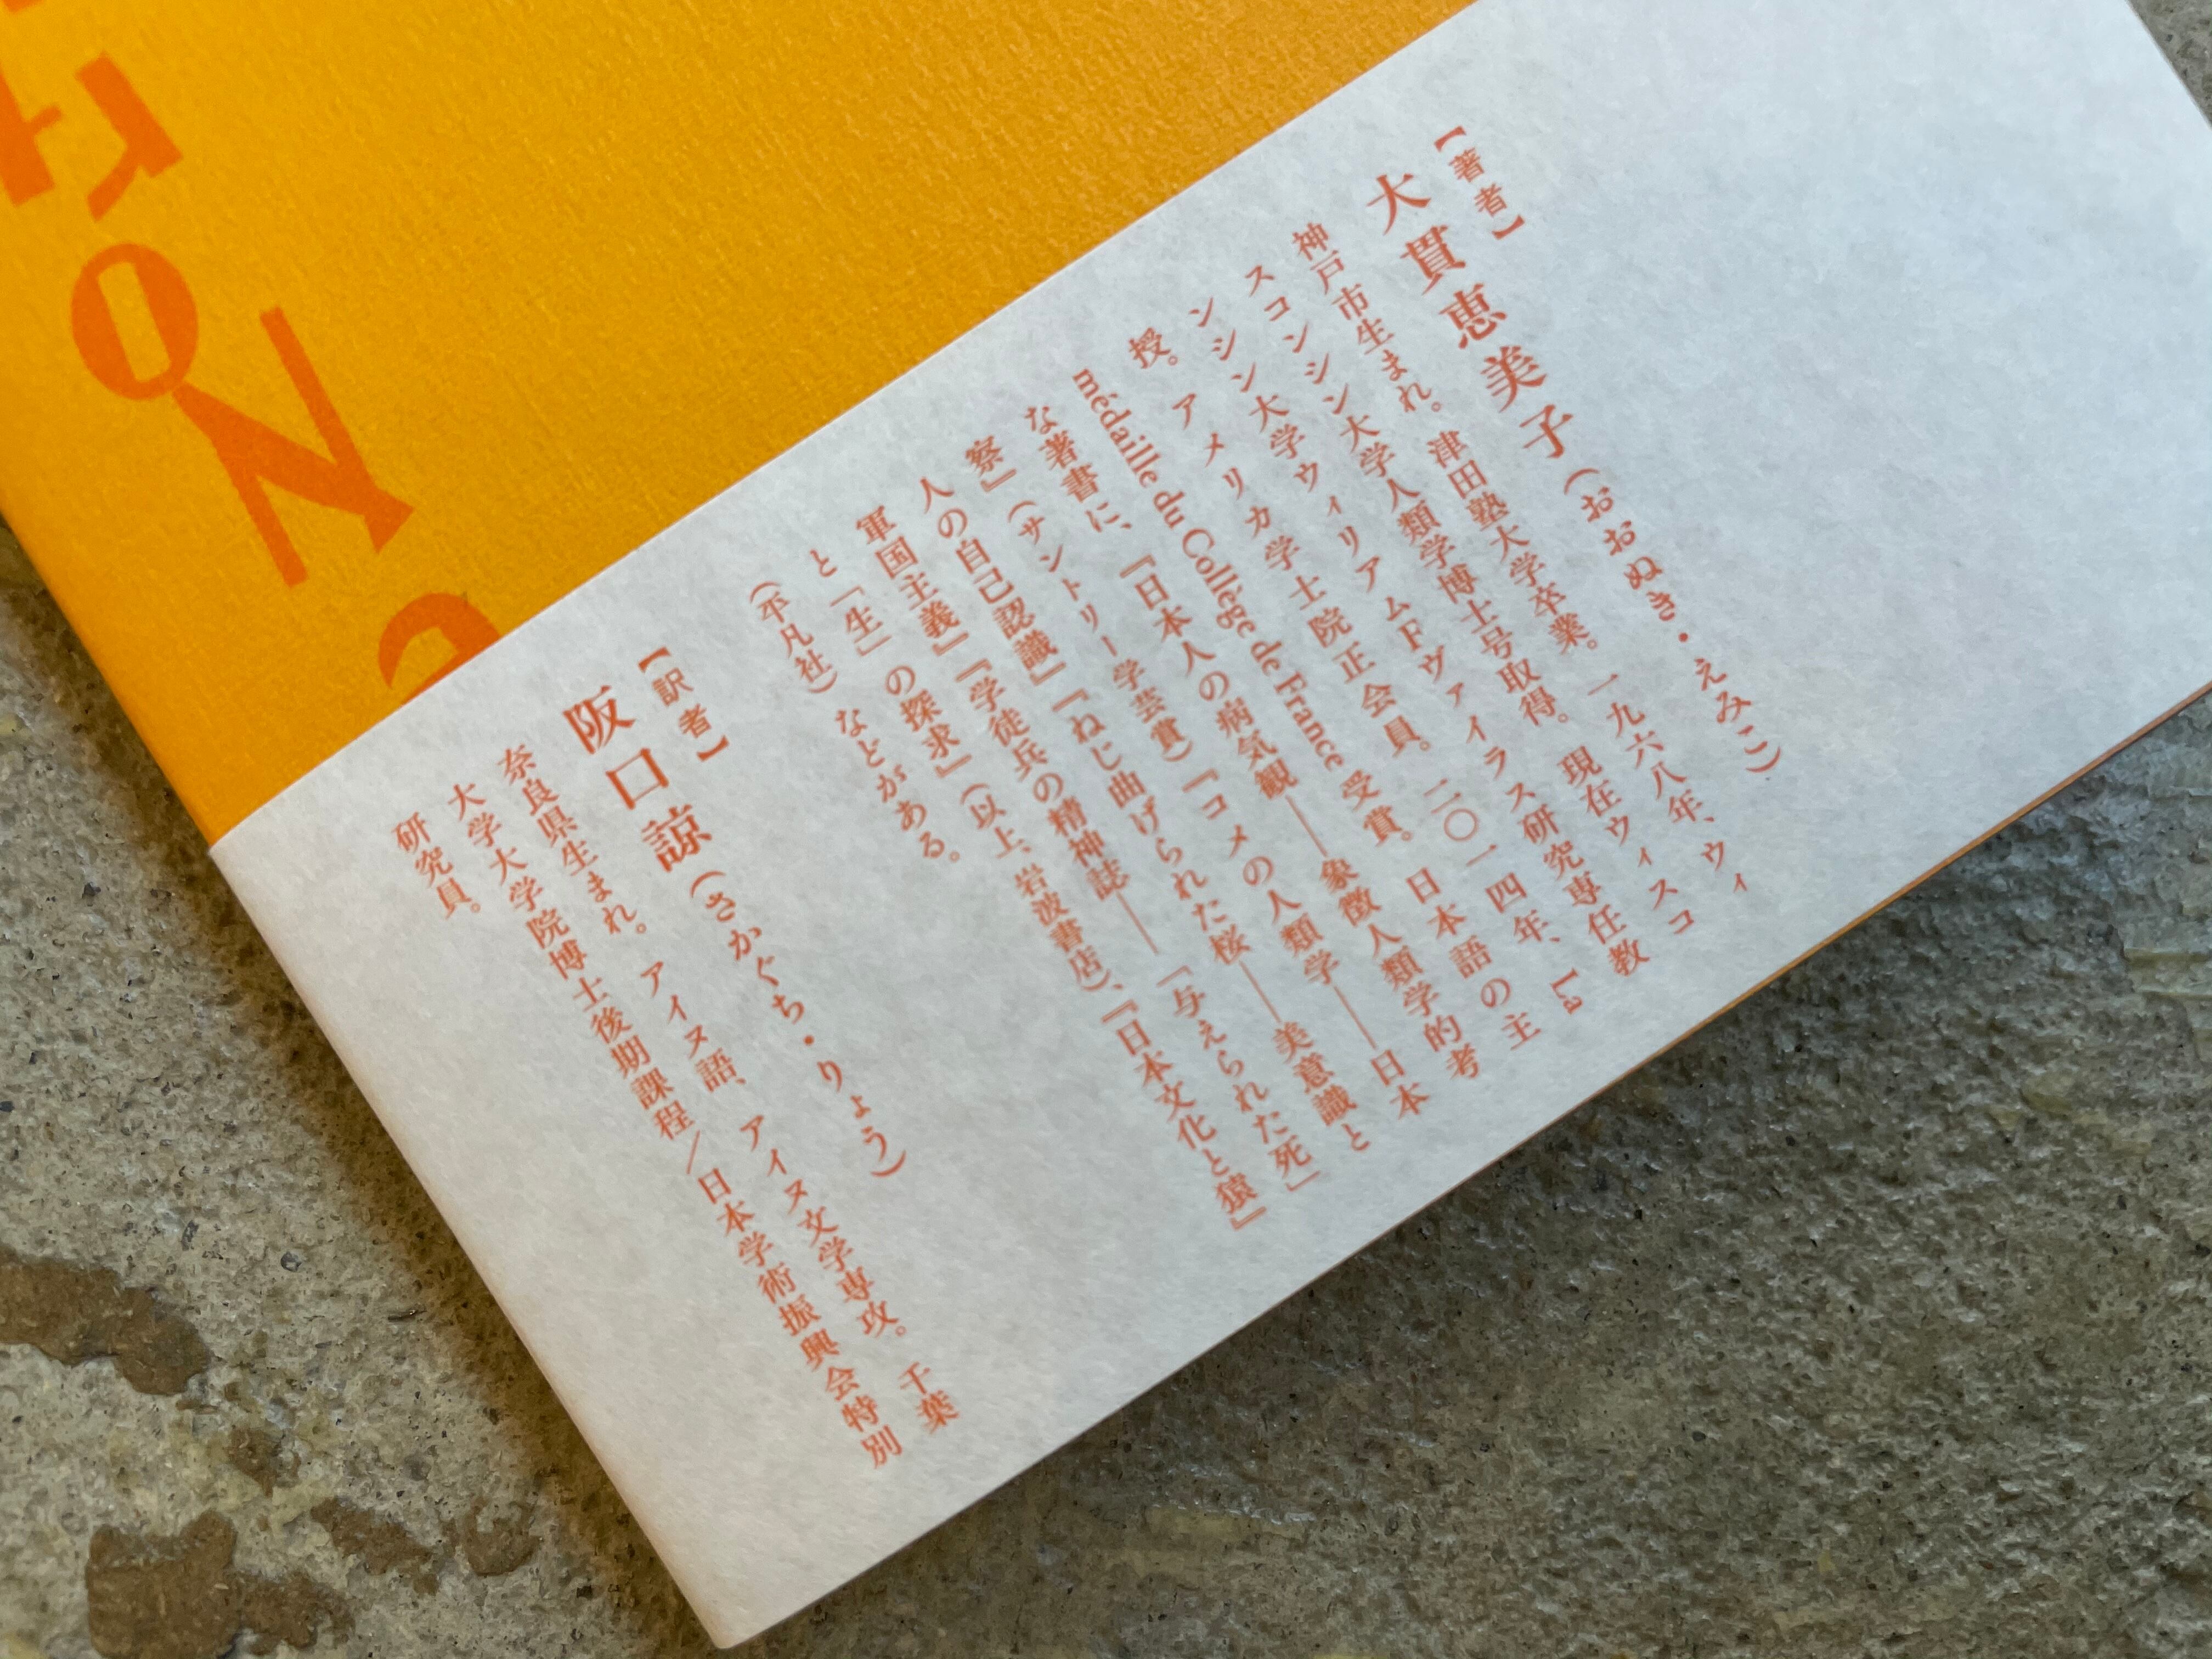 【著者】
大貫恵美子（おおぬき・えみこ）
神戸市生まれ。津田塾大学卒業。一九六八年、ウィ
スコンシン大学人類学博士号取得。現在ウィスコ
ンシン大学ウィリアムFヴァイラス研究専任教
授。アメリカ学士院正会員。二〇一四年、La
médaille du Collège de France 受賞。日本語の主
な著書に、『日本人の病気観――象徴人類学的考
察』（サントリー学芸賞）『コメの人類学――日本
人の自己認識』『ねじ曲げられた桜――美意識と
軍国主義』『学徒兵の精神誌――「与えられた死」
と「生」の探求』（以上、岩波書店）、『日本文化と猿』
（平凡社）などがある。
【訳者】
阪口諒（さかぐち・りょう）
奈良県生まれ。アイヌ語、アイヌ文学専攻。千葉
大学大学院博士後期課程／日本学術振興会特別
研究員。